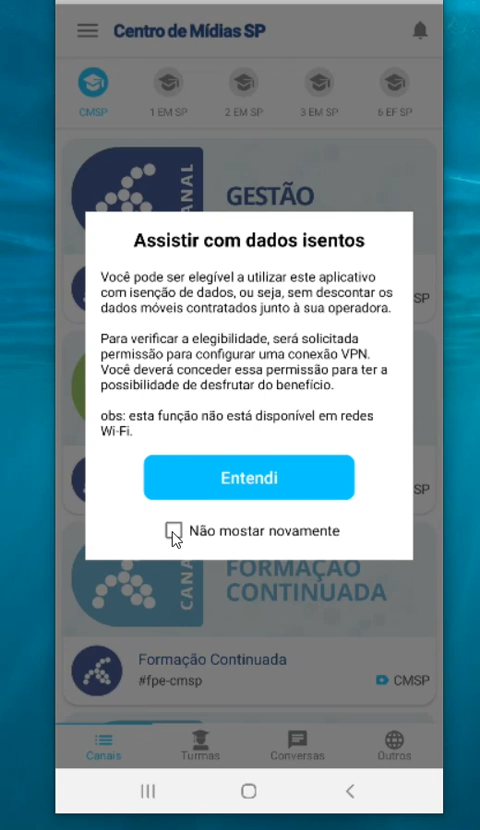 Centro de Mídias SP
CMSP
1 EM SP
2 EM SP
3 EM SP
6 EF SP
CANAL
GESTÃO
SP
Assistir com dados isentos
Você pode ser elegível a utilizar este aplicativo
com isenção de dados, ou seja, sem descontar os
dados móveis contratados junto à sua operadora.
Para verificar a elegibilidade, será solicitada
permissão para configurar uma conexão VPN.
Você deverá conceder essa permissão para ter a
possibilidade de desfrutar do benefício.
obs: esta função não está disponível em redes
Wi-Fi.
SP
Entendi
Não mostar novamente
CANA
FORMAÇÃO
CONTINUADA
Formação Continuada
#fpe-cmsp
CMSP
Canais
Turmas
Conversas
Outros